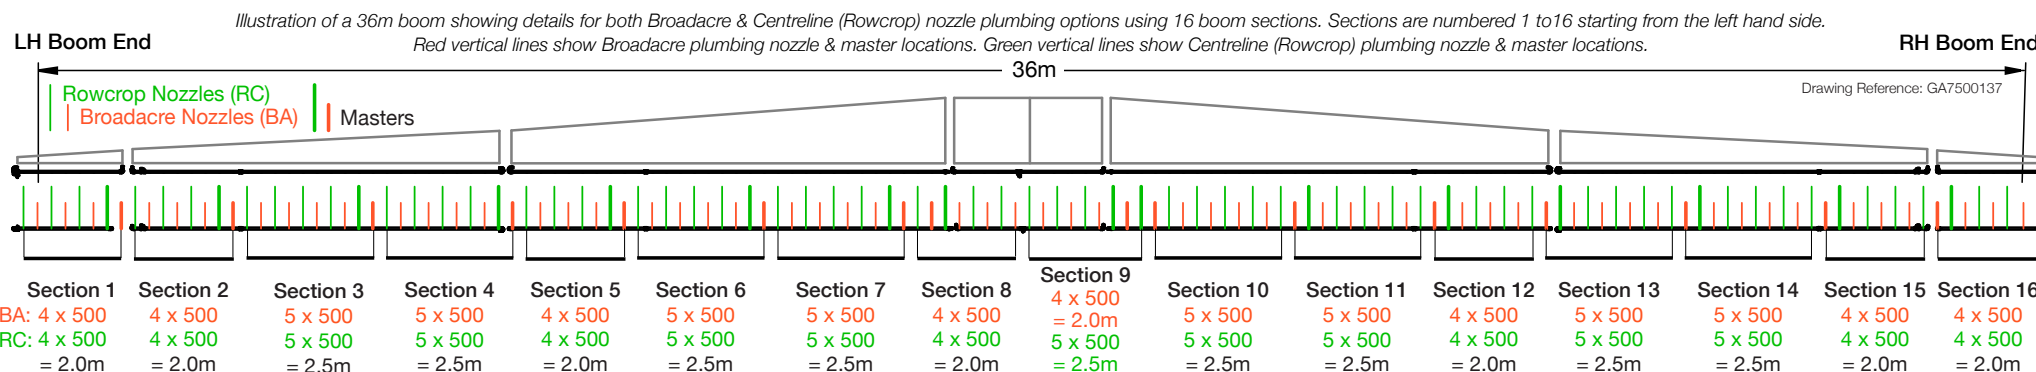 Illustration of a 36m boom showing details for both Broadacre & Centreline (Rowcrop) nozzle plumbing options using 16 boom sections. Sections are numbered 1 to16 starting from the left hand side.
Red vertical lines show Broadacre plumbing nozzle & master locations. Green vertical lines show Centreline (Rowcrop) plumbing nozzle & master locations.
LH Boom End
RH Boom End
36m
Drawing Reference: GA7500137
Rowcrop Nozzles (RC)
Broadacre Nozzles (BA)
Masters
Section 1
BA: 4 x 500
RC: 4 x 500
= 2.0m
Section 2
4 x 500
4 x 500
= 2.0m
Section 3
5 x 500
5 x 500
= 2.5m
Section 4
5 x 500
5 x 500
= 2.5m
Section 5
4 x 500
4 x 500
= 2.0m
Section 6
5 x 500
5 x 500
= 2.5m
Section 7
5 x 500
5 x 500
= 2.5m
Section 8
4 x 500
4 x 500
= 2.0m
Section 9
4 x 500
= 2.0m
5 x 500
= 2.5m
Section 10
5 x 500
5 x 500
= 2.5m
Section 11
5 x 500
5 x 500
= 2.5m
Section 12
4 x 500
4 x 500
= 2.0m
Section 13
5 x 500
5 x 500
= 2.5m
Section 14
5 x 500
5 x 500
= 2.5m
Section 15
4 x 500
4 x 500
= 2.0m
Section 16
4 x 500
4 x 500
= 2.0m